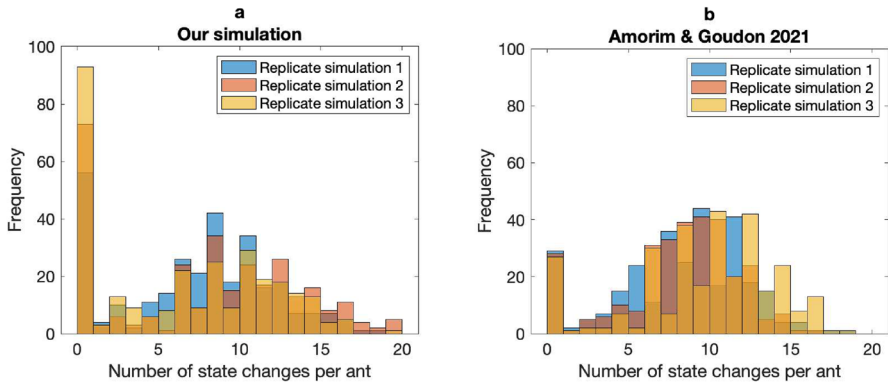 a
Our simulation
100
80
60
40
20
0
Frequency
0 5 10 15 20
Number of state changes per ant
Replicate simulation 1
Replicate simulation 2
Replicate simulation 3
b
Amorim & Goudon 2021
100
80
60
40
20
0
Frequency
0 5 10 15 20
Number of state changes per ant
Replicate simulation 1
Replicate simulation 2
Replicate simulation 3